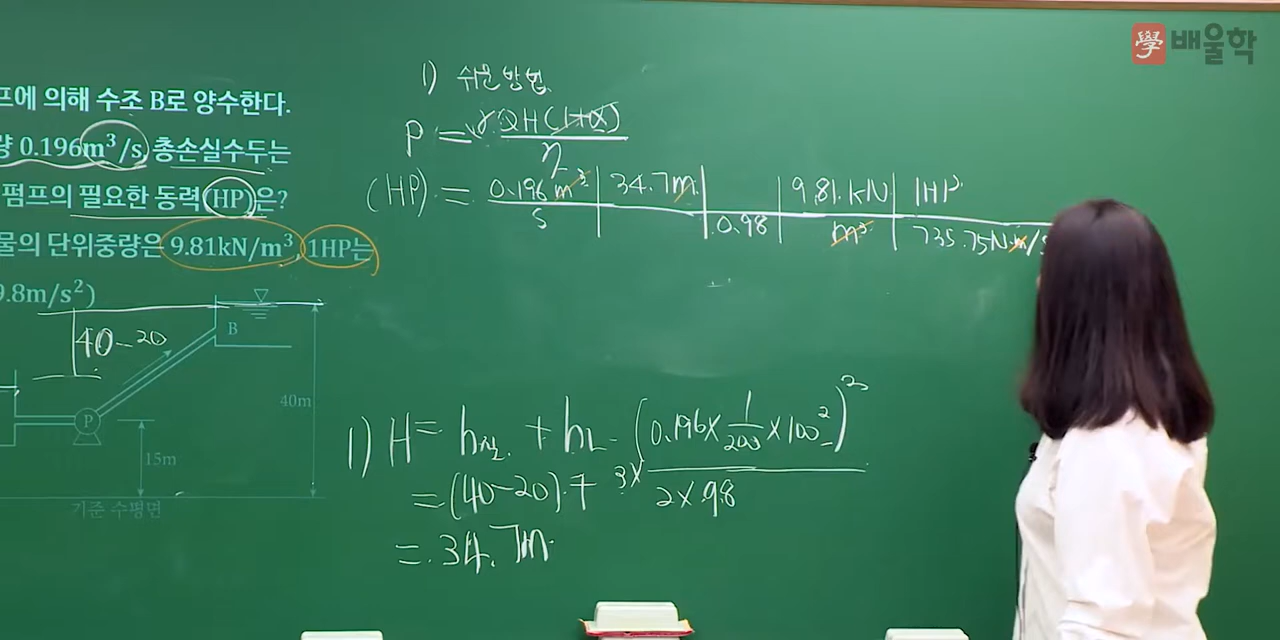 學 배울학
프에 의해 수조 B로 양수한다.
량 0.196m³/s, 총손실수두는
펌프의 필요한 동력(HP)은?
물의 단위중량은 9.81kN/m³, 1HP는
9.8m/s²)
40-20
B
P
40m
15m
기준 수평면
1) 쉬운방법
P = γQH(1+α)/η
(HP) = 0.196 m³ | 34.7m | | 9.81.kN | 1HP
S | | 0.98 | m³ | 735.75N.m/s
1) H = h실 + hL
= (40-20) + 3× (0.196 × 1/200 × 100²)² / 2×9.8
= 34.7m